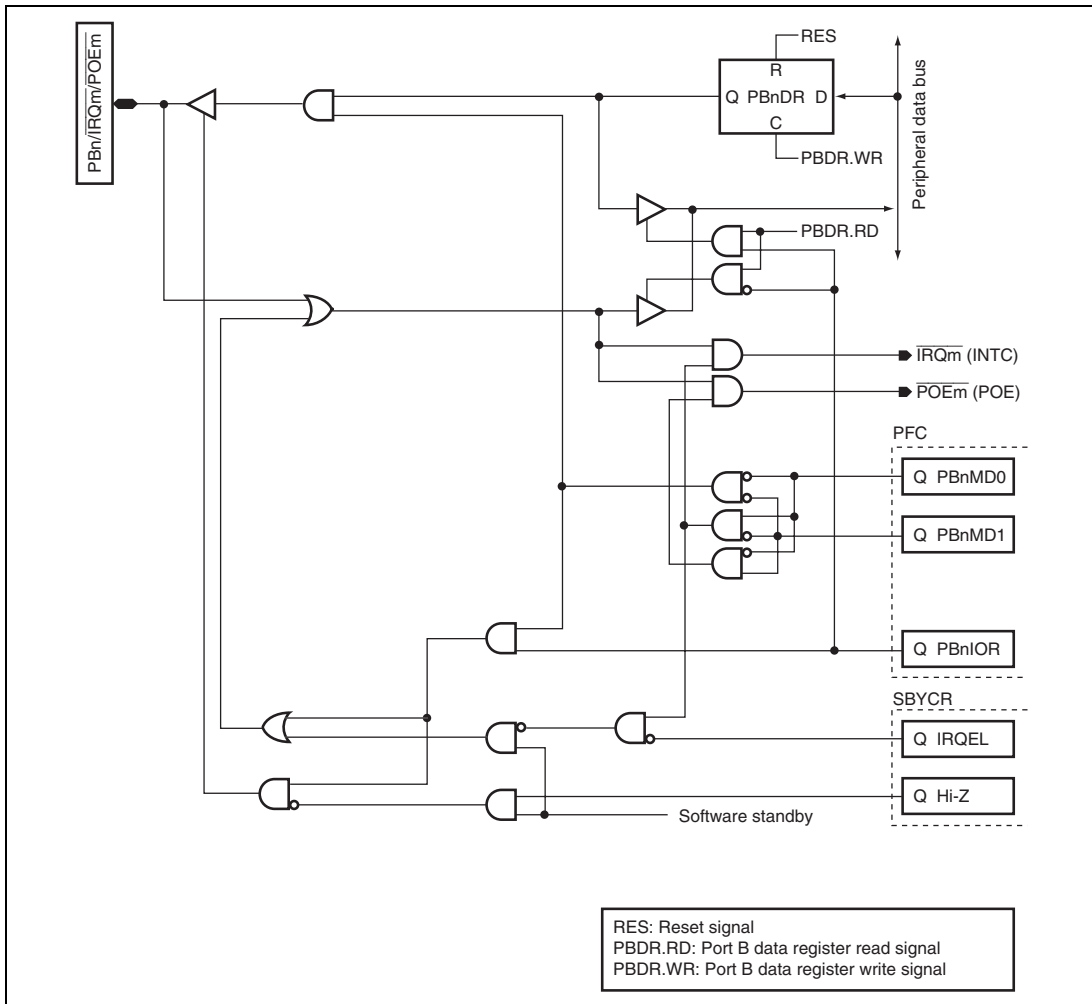 PBn/IRQm/POEm
RES
R
Q PBnDR D
C
PBDR.WR
Peripheral data bus
PBDR.RD
IRQm (INTC)
POEm (POE)
PFC
Q PBnMD0
Q PBnMD1
Q PBnIOR
SBYCR
Q IRQEL
Q Hi-Z
Software standby
RES: Reset signal
PBDR.RD: Port B data register read signal
PBDR.WR: Port B data register write signal